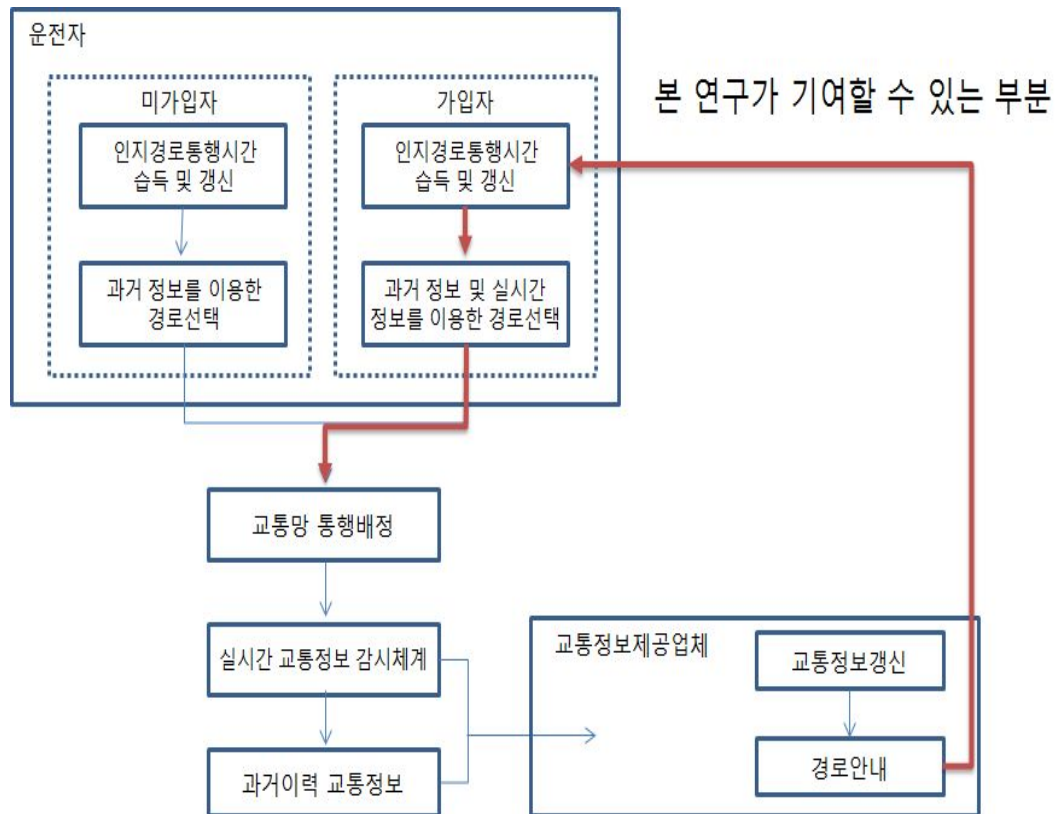 운전자
미가입자
인지경로통행시간
습득 및 갱신
과거 정보를 이용한
경로선택
가입자
인지경로통행시간
습득 및 갱신
과거 정보 및 실시간
정보를 이용한 경로선택
본 연구가 기여할 수 있는 부분
교통망 통행배정
실시간 교통정보 감시체계
과거이력 교통정보
교통정보제공업체
교통정보갱신
경로안내